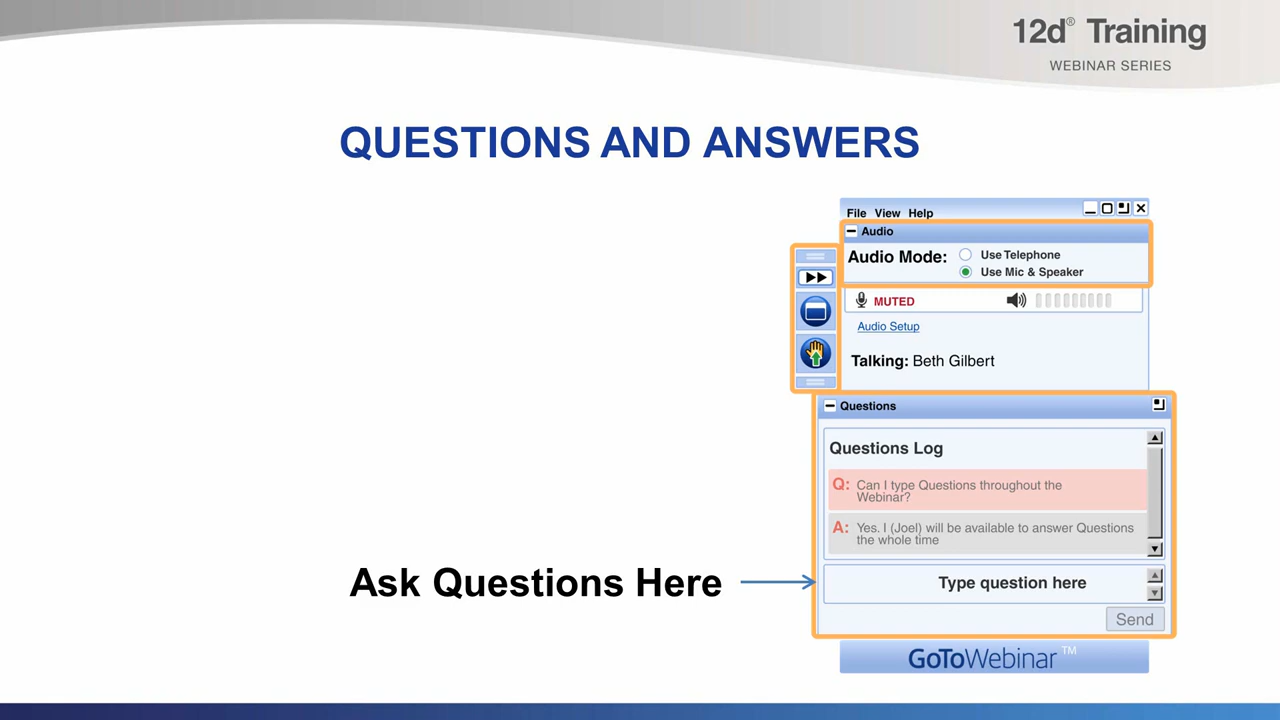 12d® Training
WEBINAR SERIES
QUESTIONS AND ANSWERS
File View Help
Audio
Audio Mode:
Use Telephone
Use Mic & Speaker
MUTED
Audio Setup
Talking: Beth Gilbert
Questions
Questions Log
Q: Can I type Questions throughout the
Webinar?
A: Yes. I (Joel) will be available to answer Questions
the whole time
Ask Questions Here
Type question here
Send
GoToWebinar™